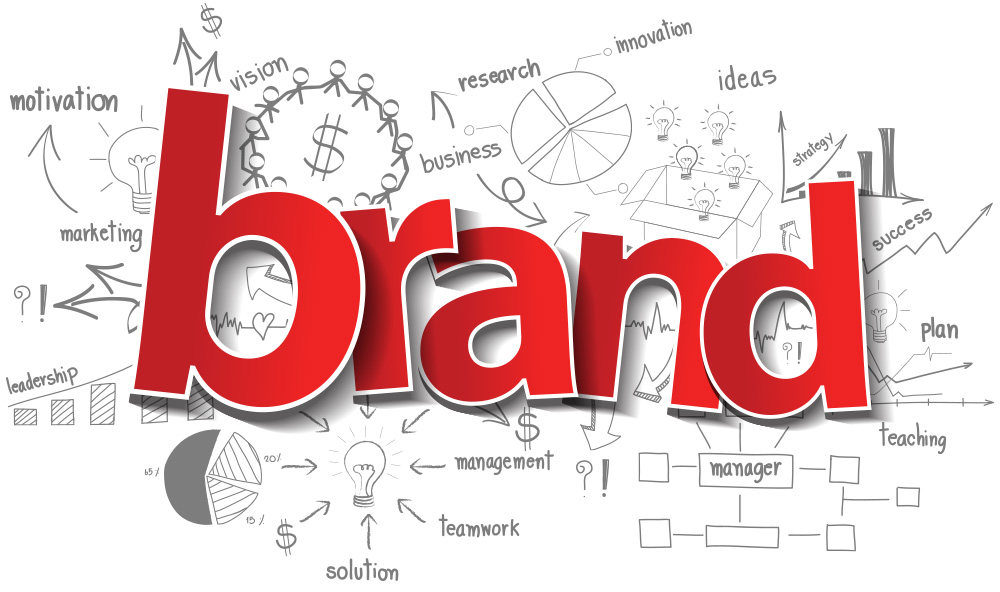 $
vision
innovation
research
motivation
ideas
$
business
strategy
marketing
success
?!
brand
?!
plan
leadership
$
teaching
65%
20%
management
?!
manager
15%
$
teamwork
solution